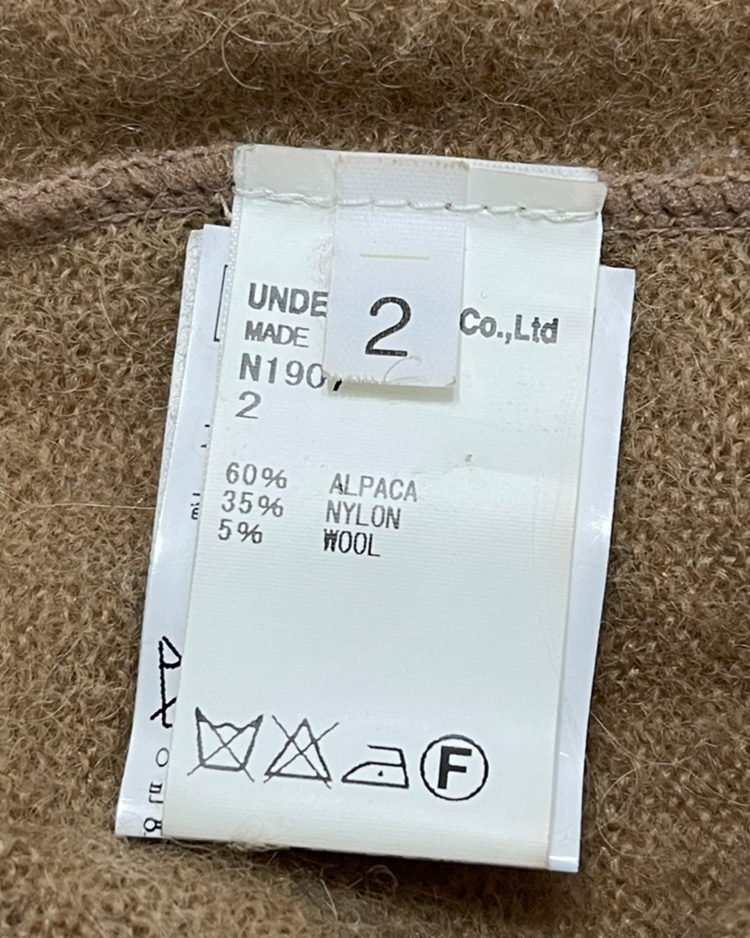 UNDE 2 Co.,Ltd
MADE
N190
2
60% ALPACA
35% NYLON
5% WOOL
F